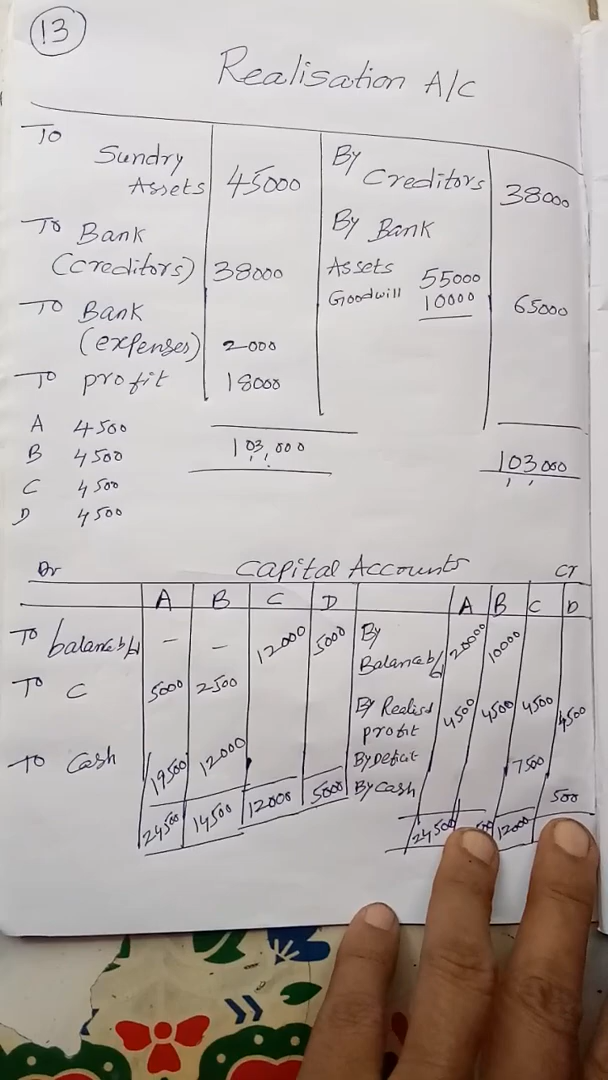 13
Realisation A/C
To Sundry Assets 45000 By Creditors 38000
To Bank (creditors) 38000 By Bank
Assets 55000
Goodwill 10000 65000
To Bank (expenses) 2000
To profit 18000
A 4500
B 4500
C 4500
D 4500
103,000 103000
Dr Capital Accounts Cr
A B C D A B C D
To balance b/d - - 12000 5000 By Balance b/d 20000 10000
To C 5000 2500 By Realisd profit 4500 4500 4500 4500
To Cash 19500 12000 By Deficit 7500
By Cash 500
24500 14500 12000 5000 24500 500 12000